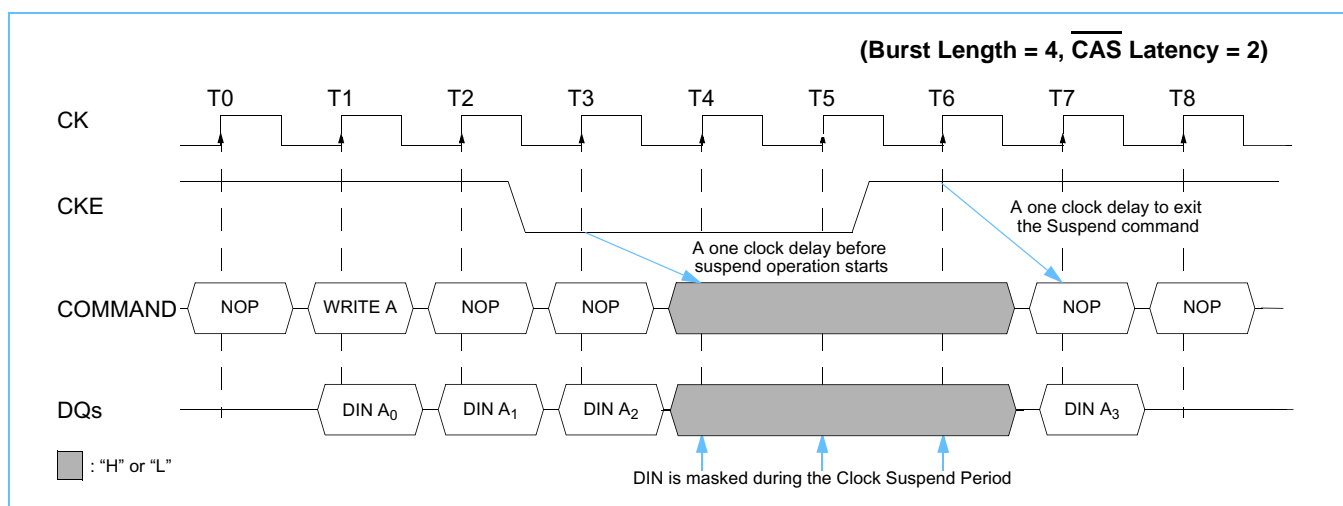 (Burst Length = 4, CAS Latency = 2)
T0 T1 T2 T3 T4 T5 T6 T7 T8
CK
CKE
A one clock delay to exit
the Suspend command
A one clock delay before
suspend operation starts
COMMAND NOP WRITE A NOP NOP NOP NOP
DQs DIN A0 DIN A1 DIN A2 DIN A3
: “H” or “L”
DIN is masked during the Clock Suspend Period